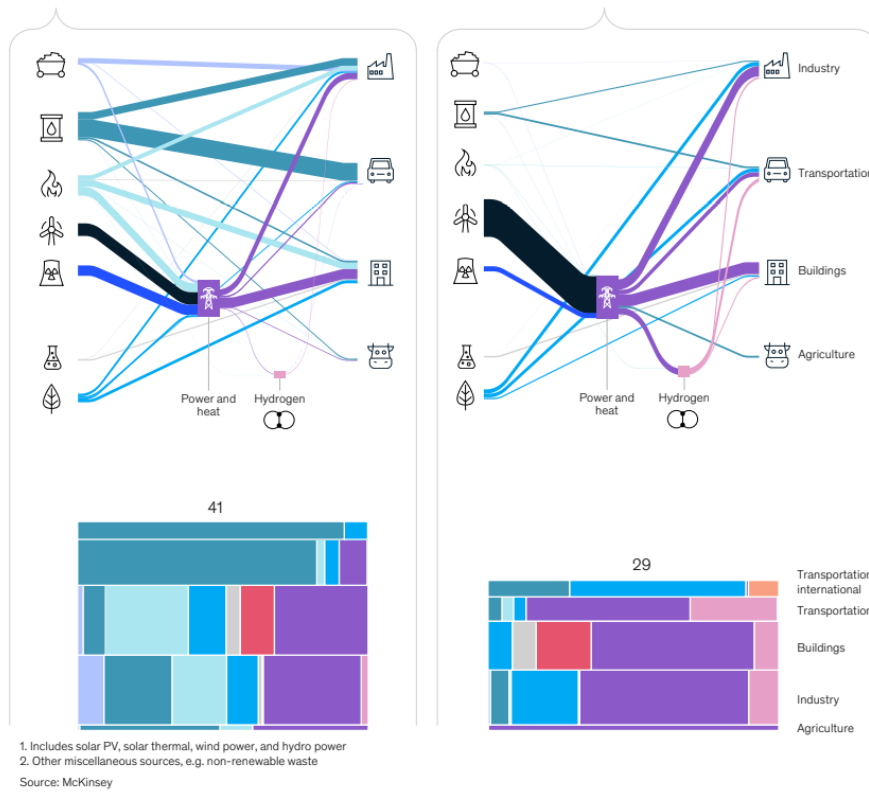 Industry
Transportation
Buildings
Agriculture
Power and
heat
Hydrogen
Power and
heat
Hydrogen
41
29
Transportation
international
Transportation
Buildings
Industry
Agriculture
1. Includes solar PV, solar thermal, wind power, and hydro power
2. Other miscellaneous sources, e.g. non-renewable waste
Source: McKinsey